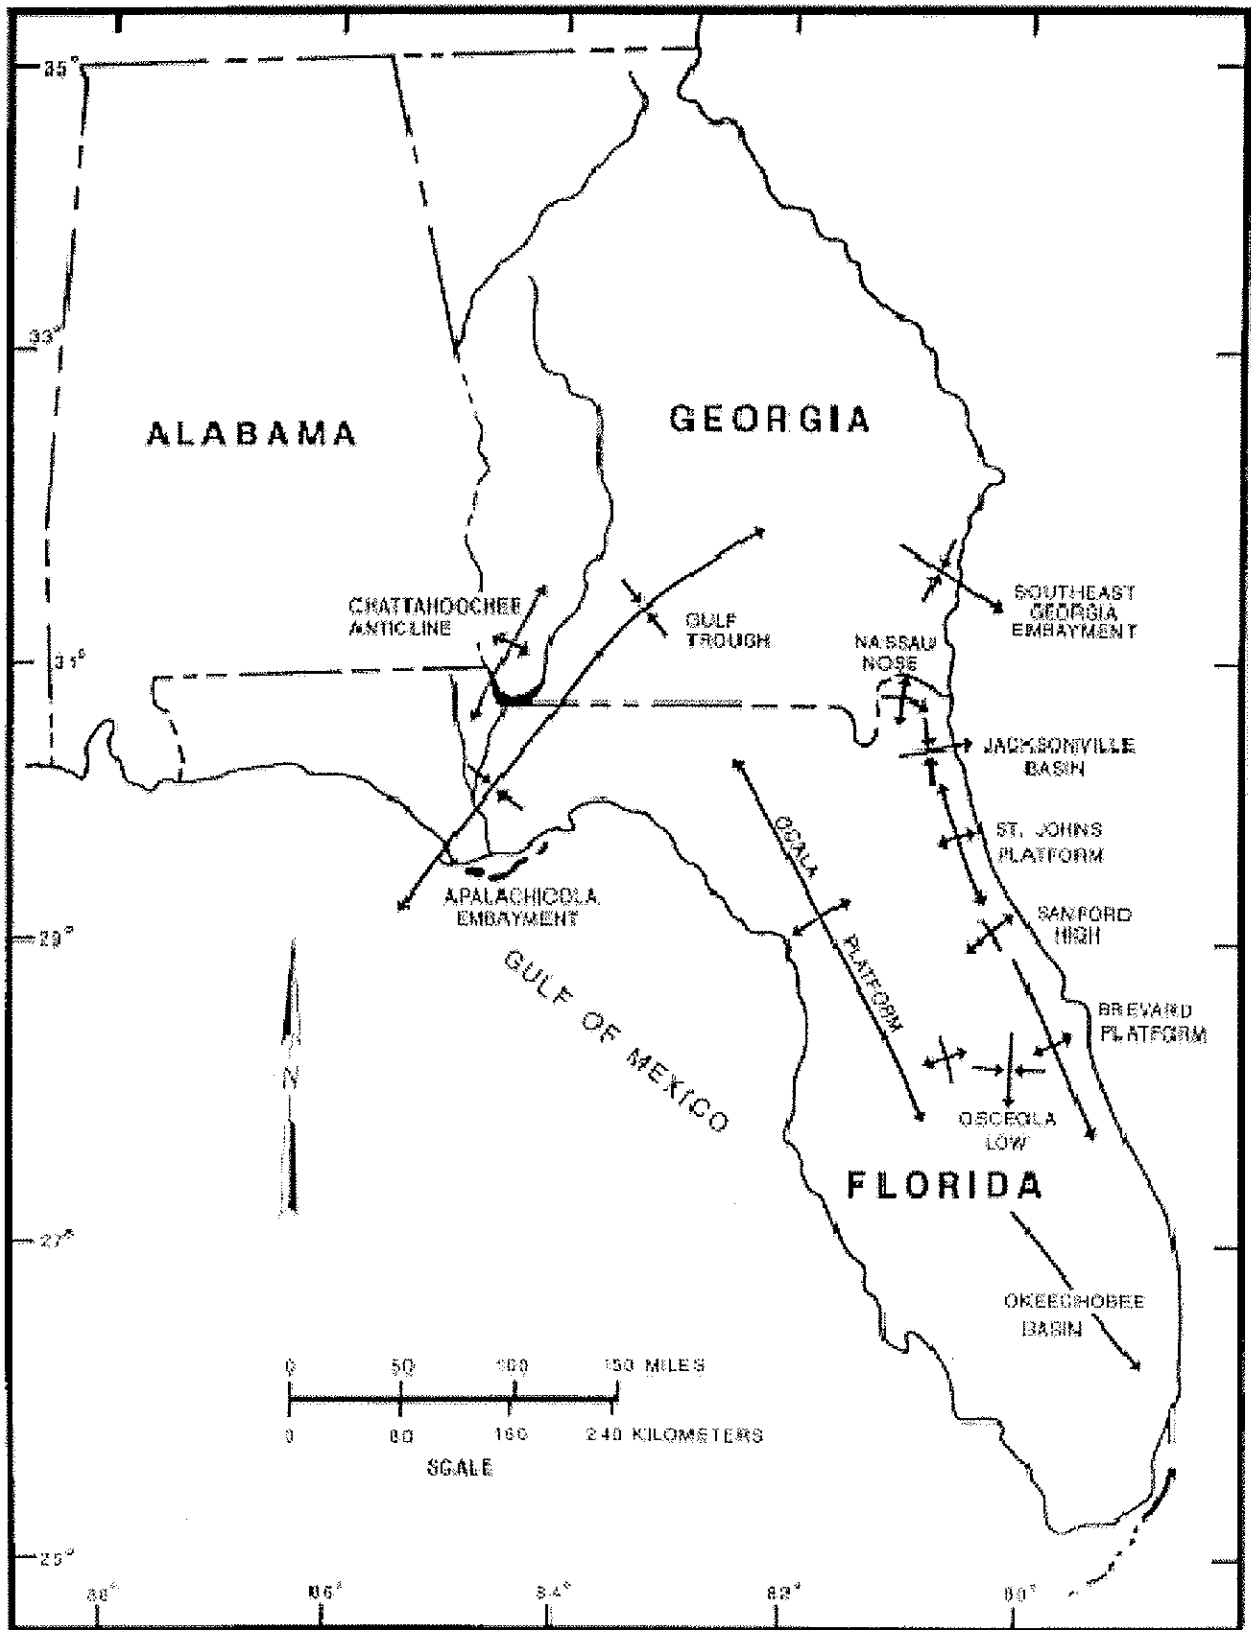 35°
33°
ALABAMA
GEORGIA
CHATTAHOOCHEE
ANTICLINE
GULF
TROUGH
SOUTHEAST
GEORGIA
EMBAYMENT
NASSAU
NOSE
31°
JACKSONVILLE
BASIN
OCALA
PLATFORM
ST. JOHNS
PLATFORM
APALACHICOLA
EMBAYMENT
SANFORD
HIGH
29°
GULF OF MEXICO
N
BREVARD
PLATFORM
OSCEOLA
LOW
FLORIDA
27°
OKEECHOBEE
BASIN
0 50 100 150 MILES
0 80 160 240 KILOMETERS
SCALE
25°
88° 86° 84° 82° 80°